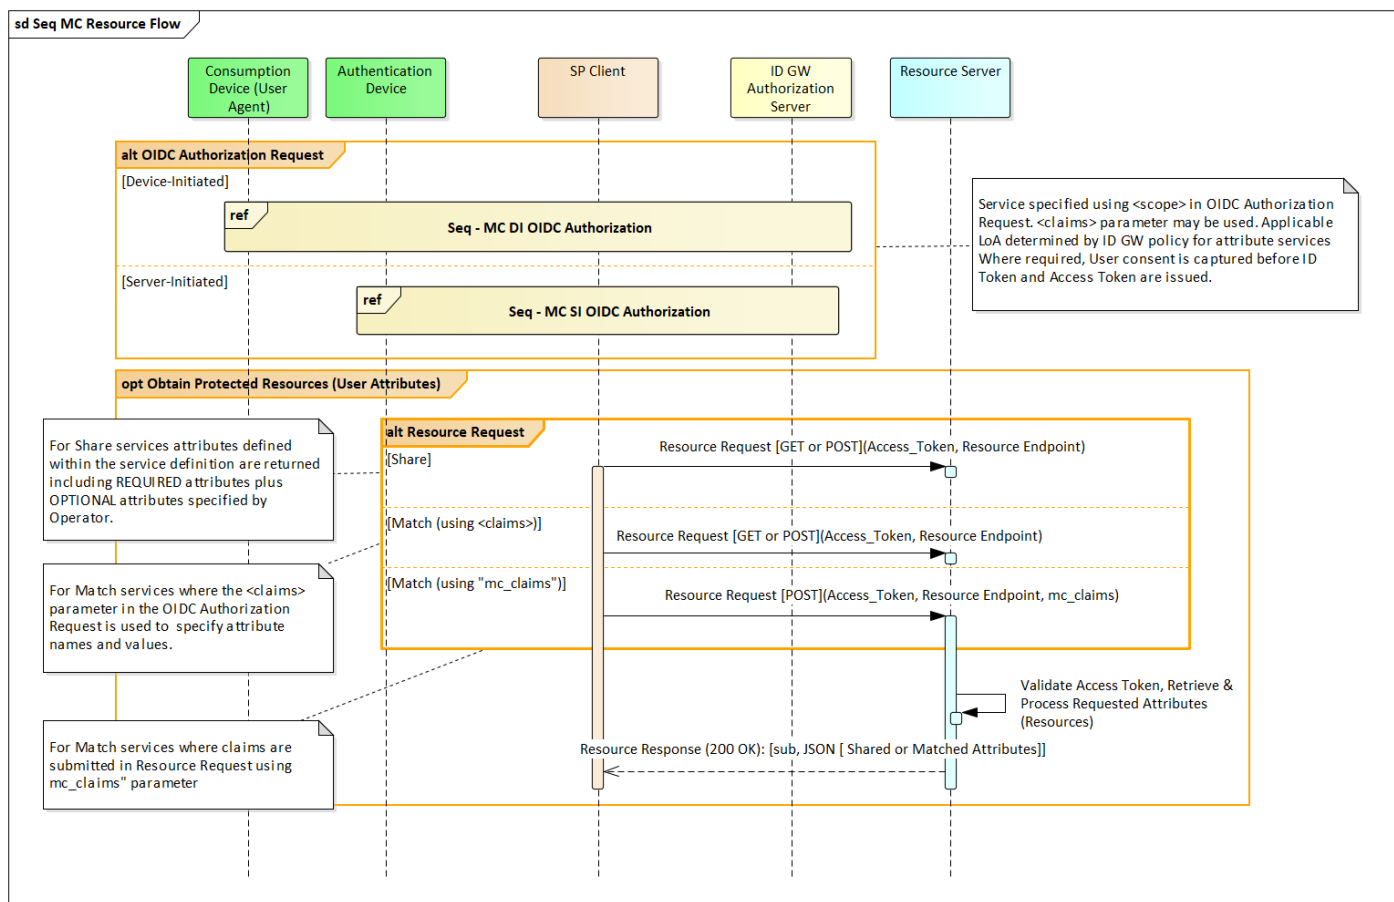 sd Seq MC Resource Flow
Consumption
Device (User
Agent)
Authentication
Device
SP Client
ID GW
Authorization
Server
Resource Server
alt OIDC Authorization Request
[Device-Initiated]
ref
Seq - MC DI OIDC Authorization
Service specified using <scope> in OIDC Authorization
Request. <claims> parameter may be used. Applicable
LoA determined by ID GW policy for attribute services
Where required, User consent is captured before ID
Token and Access Token are issued.
[Server-Initiated]
ref
Seq - MC SI OIDC Authorization
opt Obtain Protected Resources (User Attributes)
For Share services attributes defined
within the service definition are returned
including REQUIRED attributes plus
OPTIONAL attributes specified by
Operator.
alt Resource Request
[Share]
Resource Request [GET or POST](Access_Token, Resource Endpoint)
[Match (using <claims>)]
Resource Request [GET or POST](Access_Token, Resource Endpoint)
For Match services where the <claims>
parameter in the OIDC Authorization
Request is used to specify attribute
names and values.
[Match (using "mc_claims")]
Resource Request [POST](Access_Token, Resource Endpoint, mc_claims)
Validate Access Token, Retrieve &
Process Requested Attributes
(Resources)
For Match services where claims are
submitted in Resource Request using
mc_claims" parameter
Resource Response (200 OK): [sub, JSON [ Shared or Matched Attributes]]